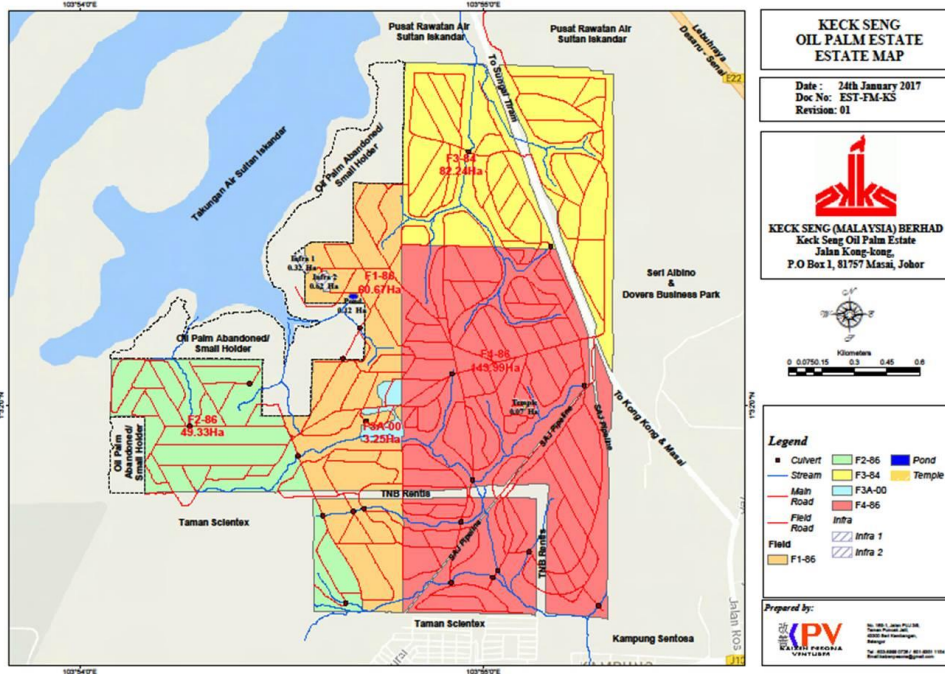 103°54'0"E
103°55'0"E
Pusat Rawatan Air
Sultan Iskandar
Pusat Rawatan Air
Sultan Iskandar
Lebuhraya
Desaru - Senai
E22
To Sungai Tiram
Takungan Air Sultan Iskandar
Oil Palm Abandoned/
Small Holder
F3-84
82.24Ha
Infra 1
0.32 Ha
Infra 2
0.62 Ha
F1-86
60.67Ha
Pond
0.12 Ha
Seri Albino
&
Dovers Business Park
Oil Palm Abandoned/
Small Holder
F4-86
143.99Ha
Temple
0.07 Ha
To Kong Kong & Masai
SAJ Pipeline
SAJ Pipeline
F2-86
49.33Ha
F3A-00
3.25Ha
Oil Palm
Abandoned/
Small Holder
TNB Rentis
Taman Scientex
SAJ Pipeline
TNB Rentis
Taman Scientex
Kampung Sentosa
103°54'0"E
103°55'0"E
KECK SENG
OIL PALM ESTATE
ESTATE MAP
Date : 24th January 2017
Doc No: EST-FM-KS
Revision: 01
KECK SENG (MALAYSIA) BERHAD
Keck Seng Oil Palm Estate
Jalan Kong-kong,
P.O Box 1, 81757 Masai, Johor
Kilometers
0 0.075 0.15 0.3 0.45 0.6
Legend
Culvert
Stream
Main
Road
Field
Road
Field
F1-86
F2-86
F3-84
F3A-00
F4-86
Infra
Infra 1
Infra 2
Pond
Temple
Prepared by:
KPV
KAIZEN PESONA
VENTURES